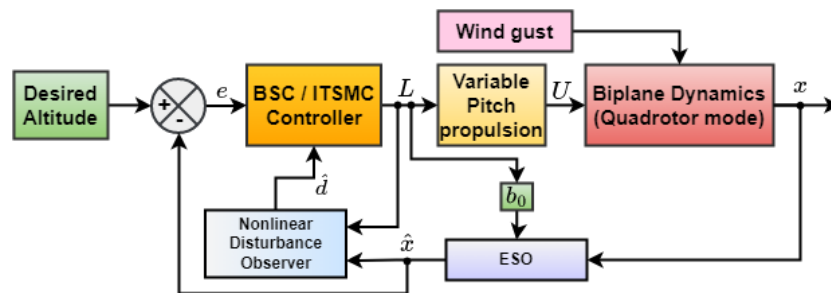 Wind gust
Desired
Altitude
+
-
e
BSC / ITSMC
Controller
L
Variable
Pitch
propulsion
U
Biplane Dynamics
(Quadrotor mode)
x
d̂
b₀
Nonlinear
Disturbance
Observer
x̂
ESO